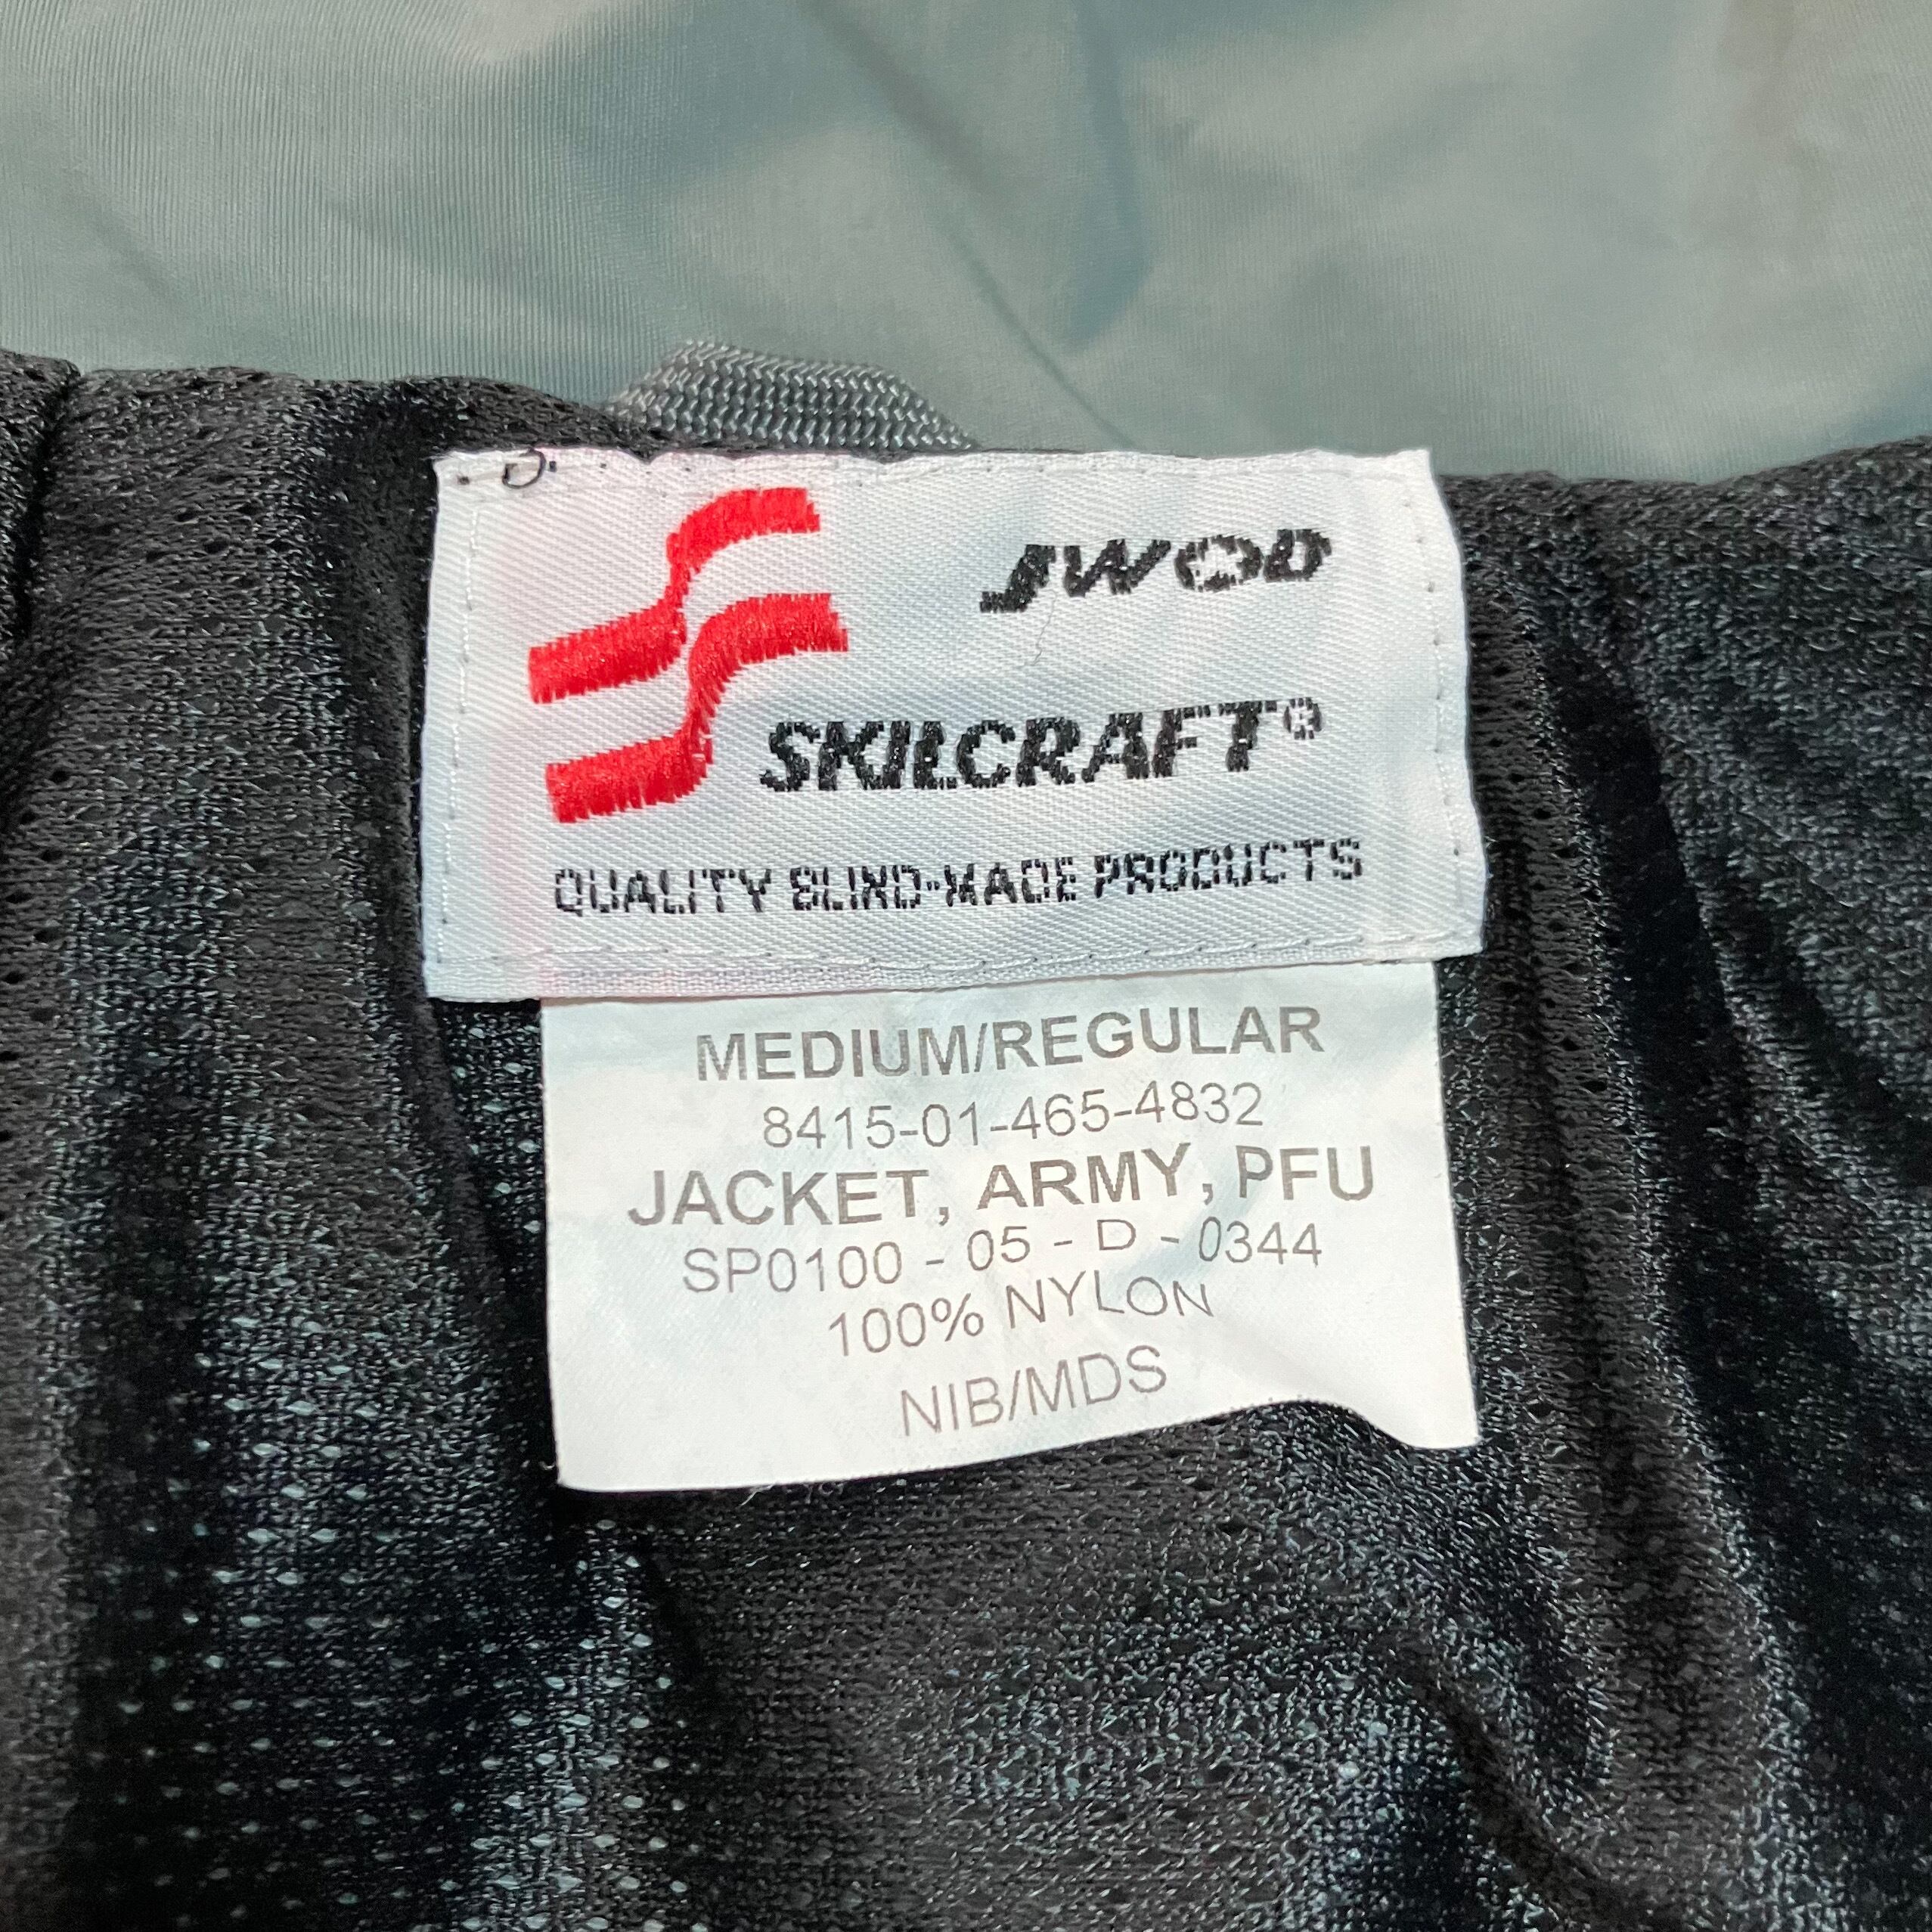 JWOD
SKILCRAFT®
QUALITY BLIND-MADE PRODUCTS
MEDIUM/REGULAR
8415-01-465-4832
JACKET, ARMY, PFU
SP0100 - 05 - D - 0344
100% NYLON
NIB/MDS